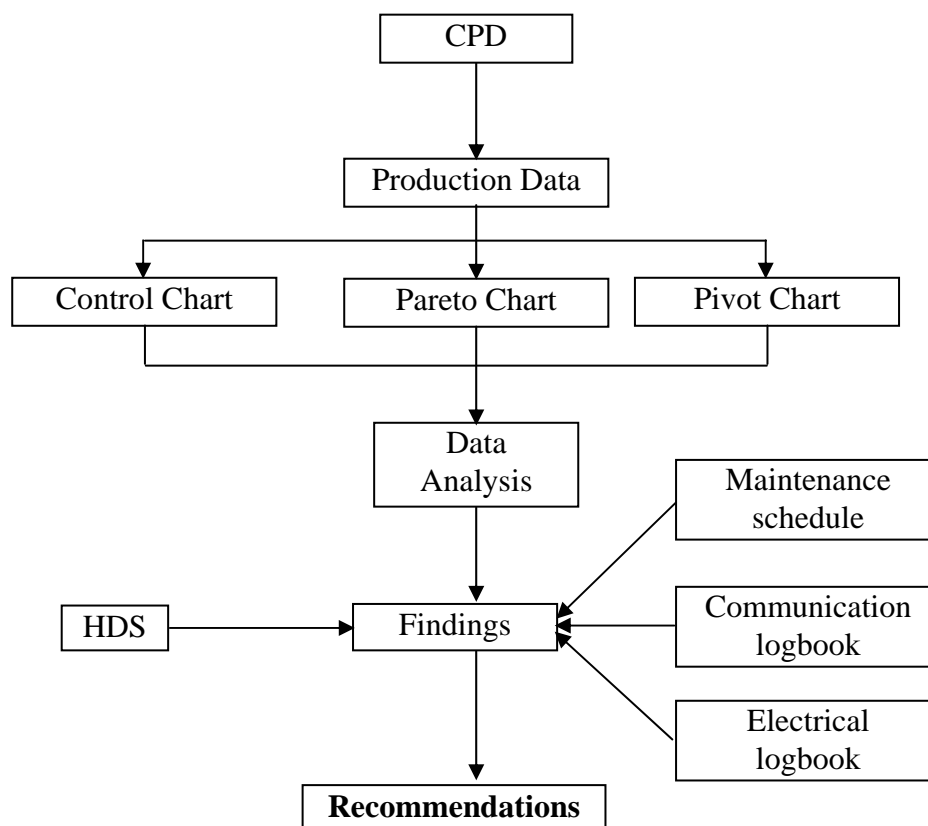 CPD
Production Data
Control Chart
Pareto Chart
Pivot Chart
Data
Analysis
Maintenance
schedule
HDS
Findings
Communication
logbook
Electrical
logbook
Recommendations